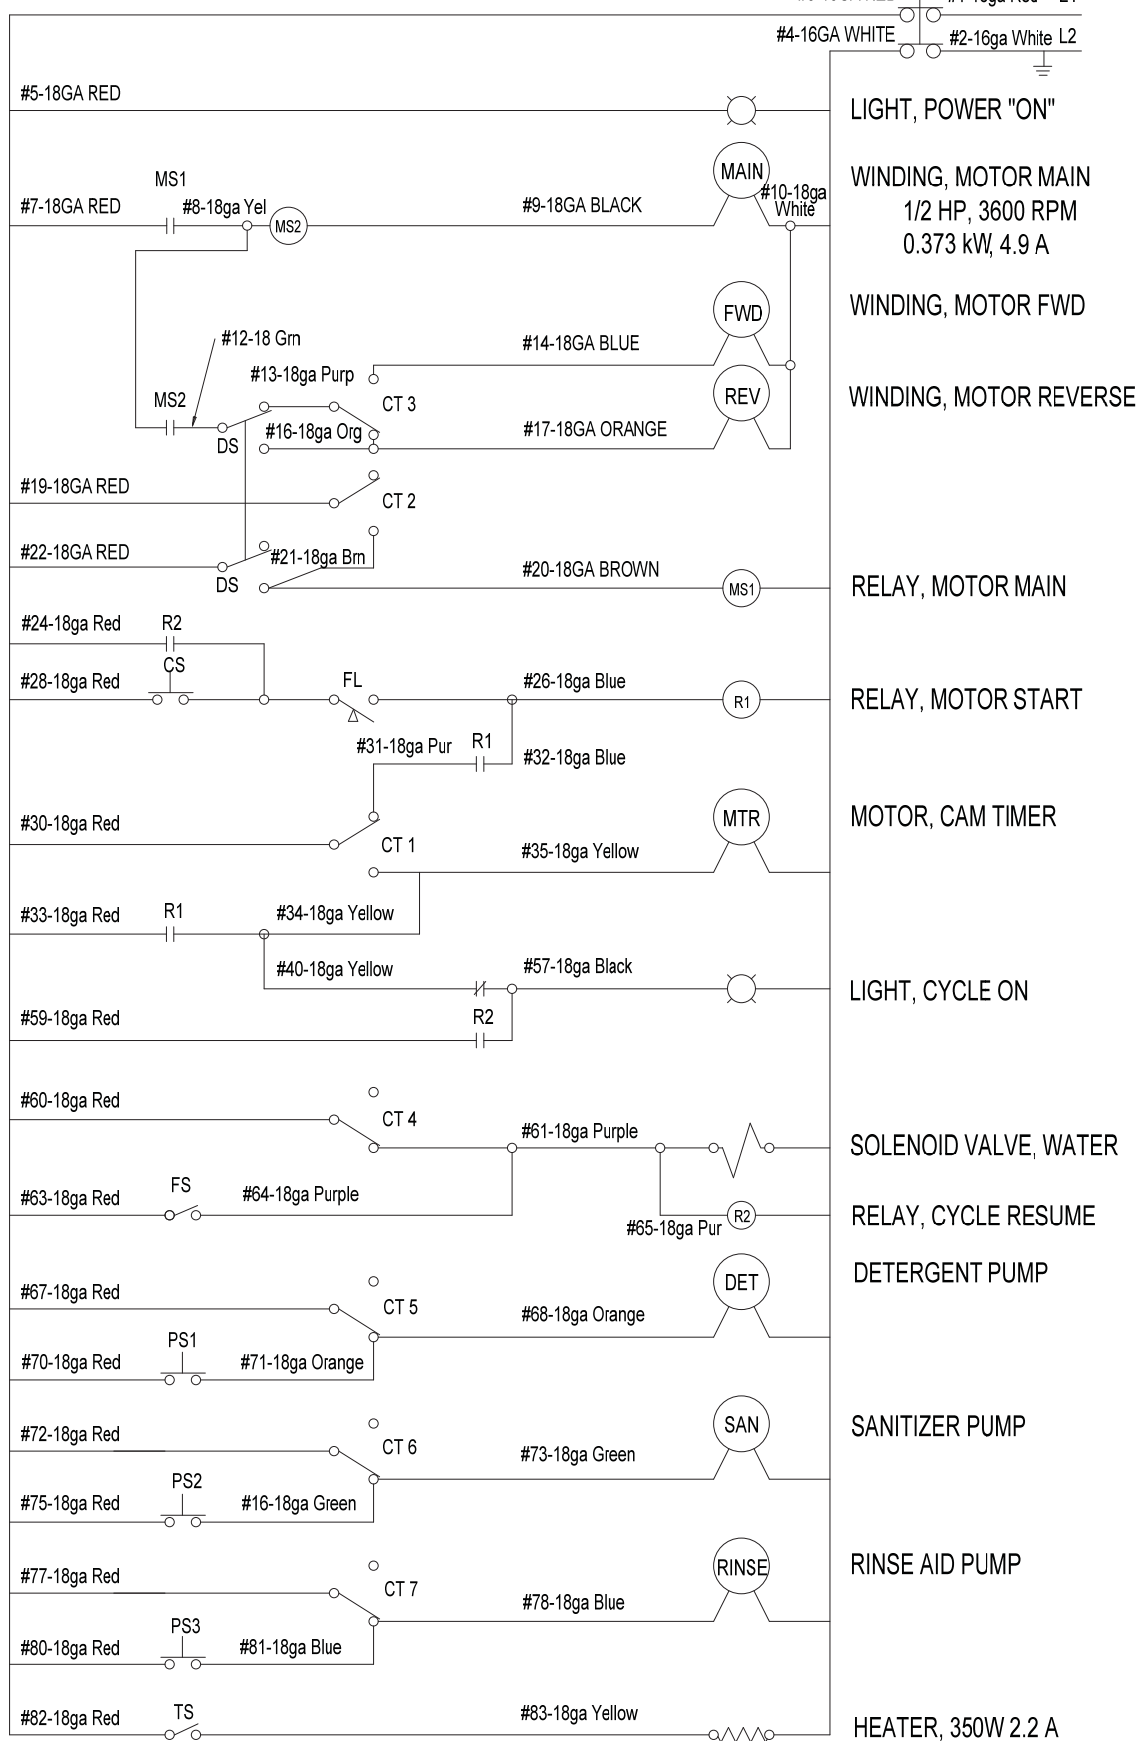 #4-16GA WHITE
#2-16ga White L2
#5-18GA RED
LIGHT, POWER "ON"
MS1
MAIN
WINDING, MOTOR MAIN
#7-18GA RED
#8-18ga Yel
MS2
#9-18GA BLACK
#10-18ga
White
1/2 HP, 3600 RPM
0.373 kW, 4.9 A
FWD
WINDING, MOTOR FWD
#12-18 Grn
#14-18GA BLUE
#13-18ga Purp
MS2
CT 3
REV
WINDING, MOTOR REVERSE
DS
#16-18ga Org
#17-18GA ORANGE
#19-18GA RED
CT 2
#22-18GA RED
#21-18ga Brn
DS
#20-18GA BROWN
MS1
RELAY, MOTOR MAIN
#24-18ga Red
R2
#28-18ga Red
CS
FL
#26-18ga Blue
R1
RELAY, MOTOR START
#31-18ga Pur
R1
#32-18ga Blue
#30-18ga Red
CT 1
MTR
MOTOR, CAM TIMER
#35-18ga Yellow
#33-18ga Red
R1
#34-18ga Yellow
#40-18ga Yellow
#57-18ga Black
LIGHT, CYCLE ON
#59-18ga Red
R2
#60-18ga Red
CT 4
#61-18ga Purple
SOLENOID VALVE, WATER
#63-18ga Red
FS
#64-18ga Purple
#65-18ga Pur
R2
RELAY, CYCLE RESUME
#67-18ga Red
CT 5
DET
DETERGENT PUMP
#68-18ga Orange
PS1
#70-18ga Red
#71-18ga Orange
#72-18ga Red
CT 6
SAN
SANITIZER PUMP
#73-18ga Green
PS2
#75-18ga Red
#16-18ga Green
#77-18ga Red
CT 7
RINSE
RINSE AID PUMP
#78-18ga Blue
PS3
#80-18ga Red
#81-18ga Blue
#82-18ga Red
TS
#83-18ga Yellow
HEATER, 350W 2.2 A